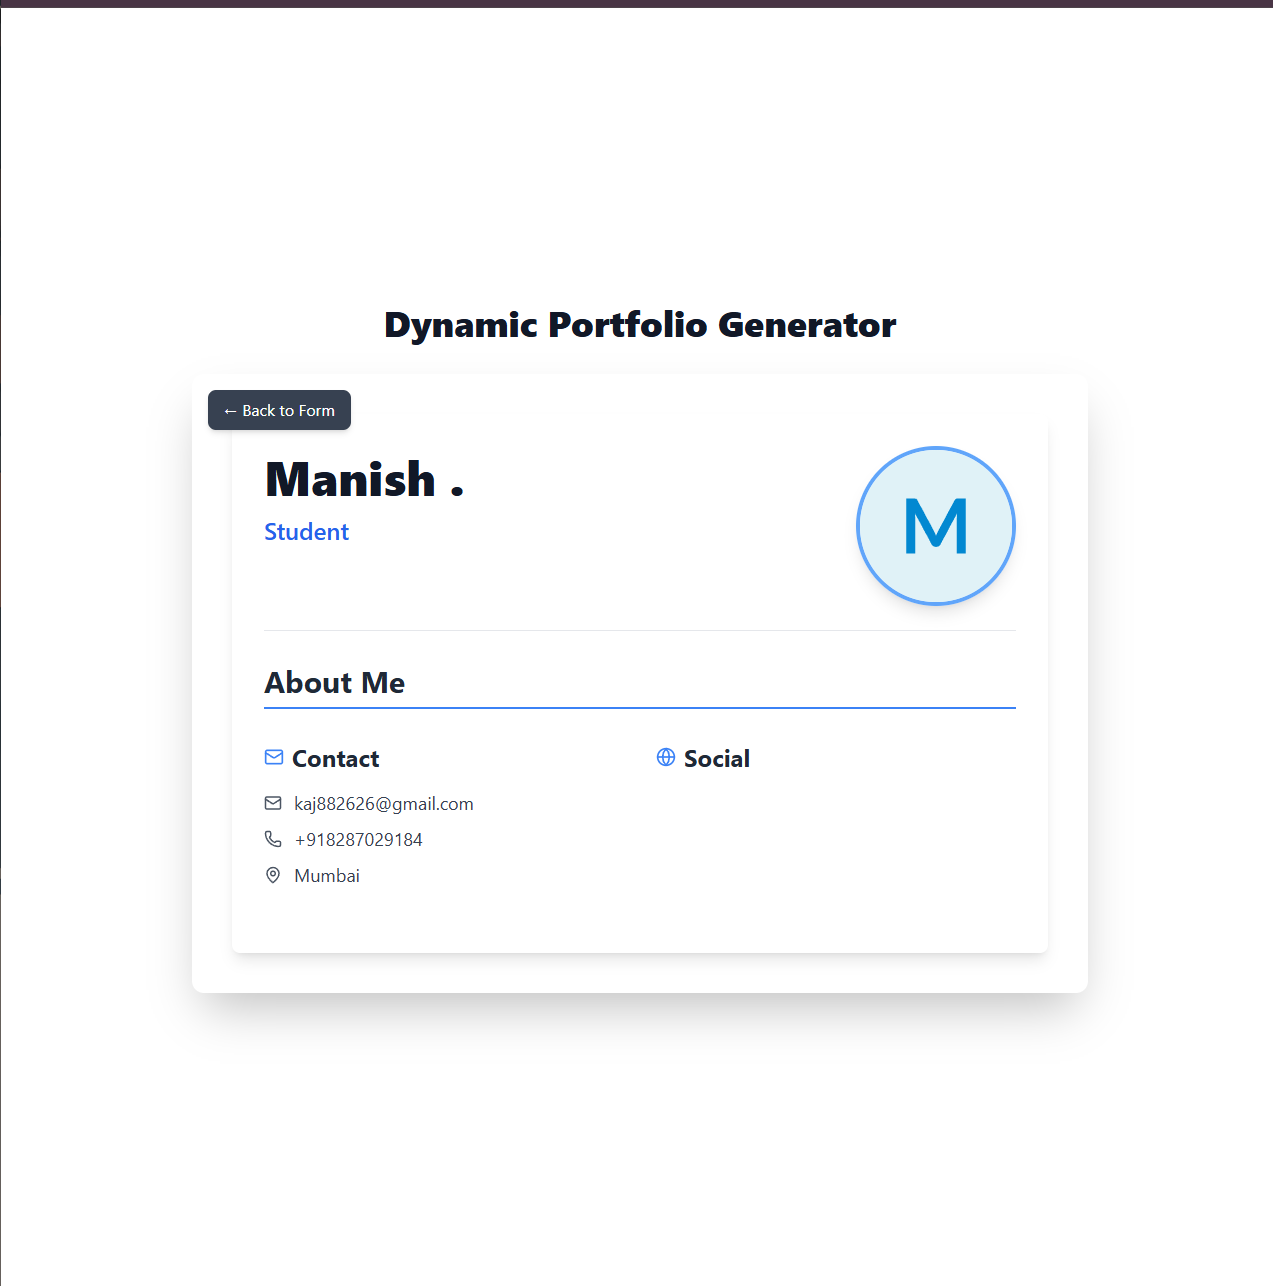 Dynamic Portfolio Generator
← Back to Form
Manish .
Student
M
About Me
Contact
kaj882626@gmail.com
+918287029184
Mumbai
Social